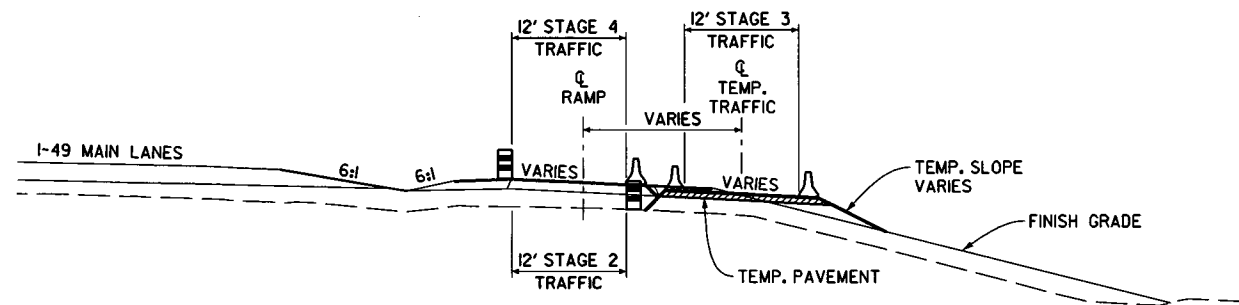 12' STAGE 4
TRAFFIC
12' STAGE 3
TRAFFIC
℄
RAMP
℄
TEMP.
TRAFFIC
VARIES
I-49 MAIN LANES
6:1
6:1
VARIES
VARIES
TEMP. SLOPE
VARIES
FINISH GRADE
12' STAGE 2
TRAFFIC
TEMP. PAVEMENT